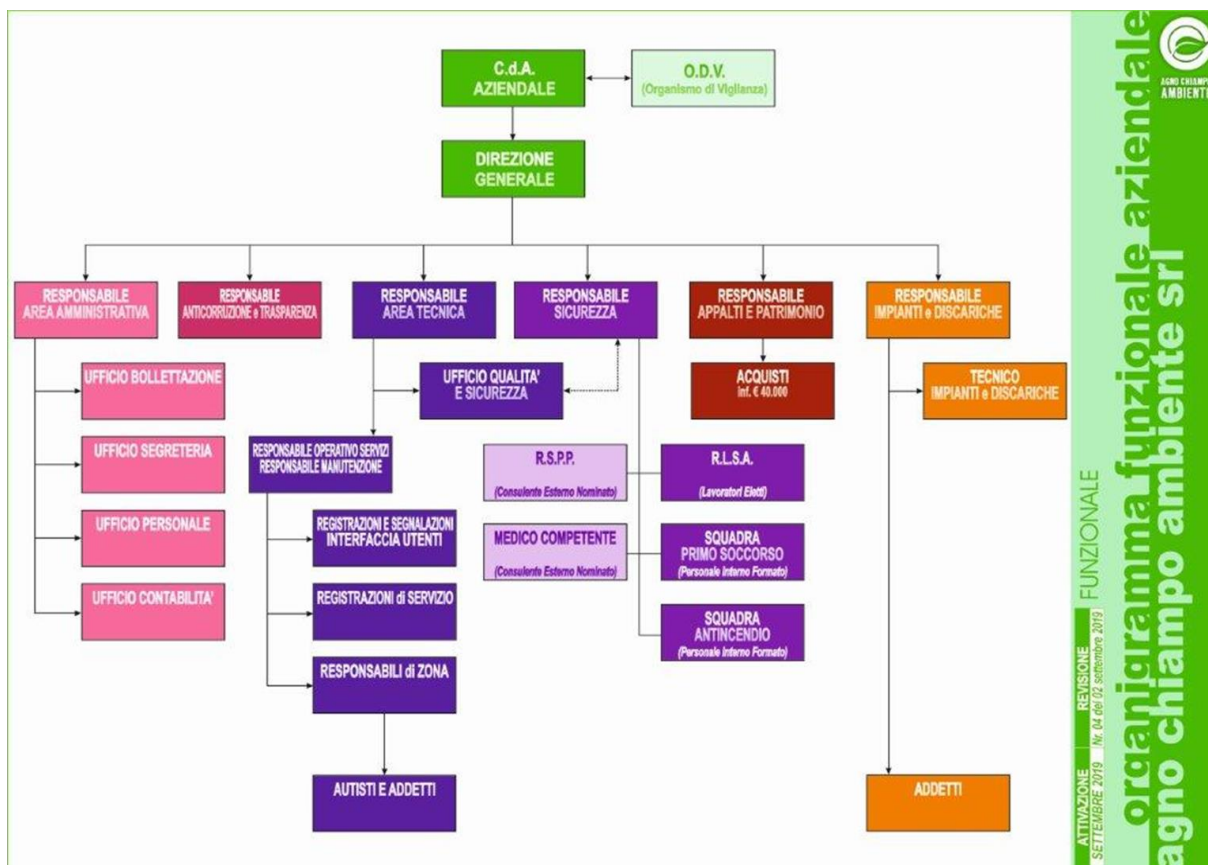 C.d.A.
AZIENDALE
O.D.V.
(Organismo di Vigilanza)
DIREZIONE
GENERALE
RESPONSABILE
AREA AMMINISTRATIVA
RESPONSABILE
ANTICORRUZIONE e TRASPARENZA
RESPONSABILE
AREA TECNICA
RESPONSABILE
SICUREZZA
RESPONSABILE
APPALTI E PATRIMONIO
RESPONSABILE
IMPIANTI e DISCARICHE
UFFICIO BOLLETTAZIONE
UFFICIO QUALITA'
E SICUREZZA
ACQUISTI
inf. € 40.000
TECNICO
IMPIANTI e DISCARICHE
UFFICIO SEGRETERIA
RESPONSABILE OPERATIVO SERVIZI
RESPONSABILE MANUTENZIONE
R.S.P.P.
(Consulente Esterno Nominato)
R.L.S.A.
(Lavoratori Eletti)
UFFICIO PERSONALE
REGISTRAZIONI E SEGNALAZIONI
INTERFACCIA UTENTI
MEDICO COMPETENTE
(Consulente Esterno Nominato)
SQUADRA
PRIMO SOCCORSO
(Personale Interno Formato)
UFFICIO CONTABILITA'
REGISTRAZIONI di SERVIZIO
SQUADRA
ANTINCENDIO
(Personale Interno Formato)
RESPONSABILI di ZONA
AUTISTI E ADDETTI
ADDETTI
AGNO CHIAMPO
AMBIENTE
organigramma funzionale aziendale
agno chiampo ambiente srl
FUNZIONALE
ATTIVAZIONE
SETTEMBRE 2019
REVISIONE
Nr. 04 del 02 settembre 2019